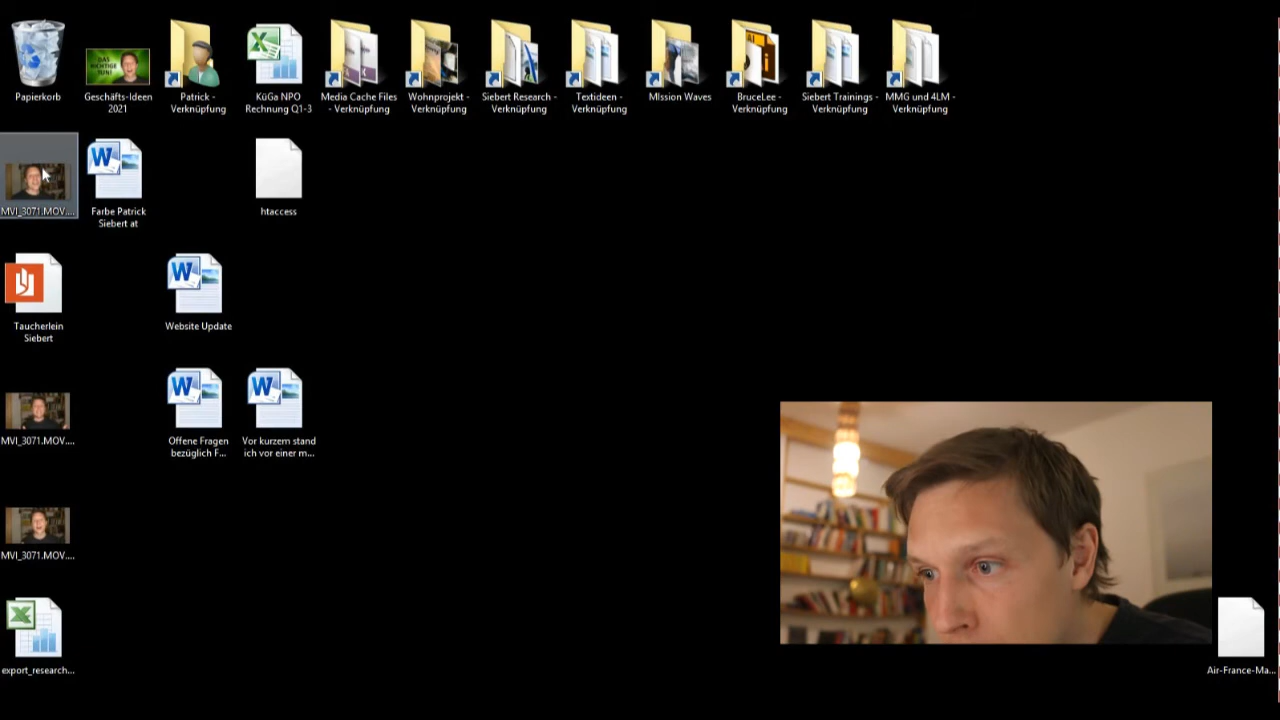 Papierkorb
Geschäfts-Ideen
2021
DAS
RICHTIGE
TUN!
Patrick -
Verknüpfung
KüGa NPO
Rechnung Q1-3
Media Cache Files
- Verknüpfung
Wohnprojekt -
Verknüpfung
Siebert Research -
Verknüpfung
Textideen -
Verknüpfung
MIssion Waves
BruceLee -
Verknüpfung
Siebert Trainings -
Verknüpfung
MMG und 4LM -
Verknüpfung
MVI_3071.MOV....
Farbe Patrick
Siebert at
htaccess
Taucherlein
Siebert
Website Update
MVI_3071.MOV....
Offene Fragen
bezüglich F...
Vor kurzem stand
ich vor einer m...
MVI_3071.MOV....
export_research...
Air-France-Ma...